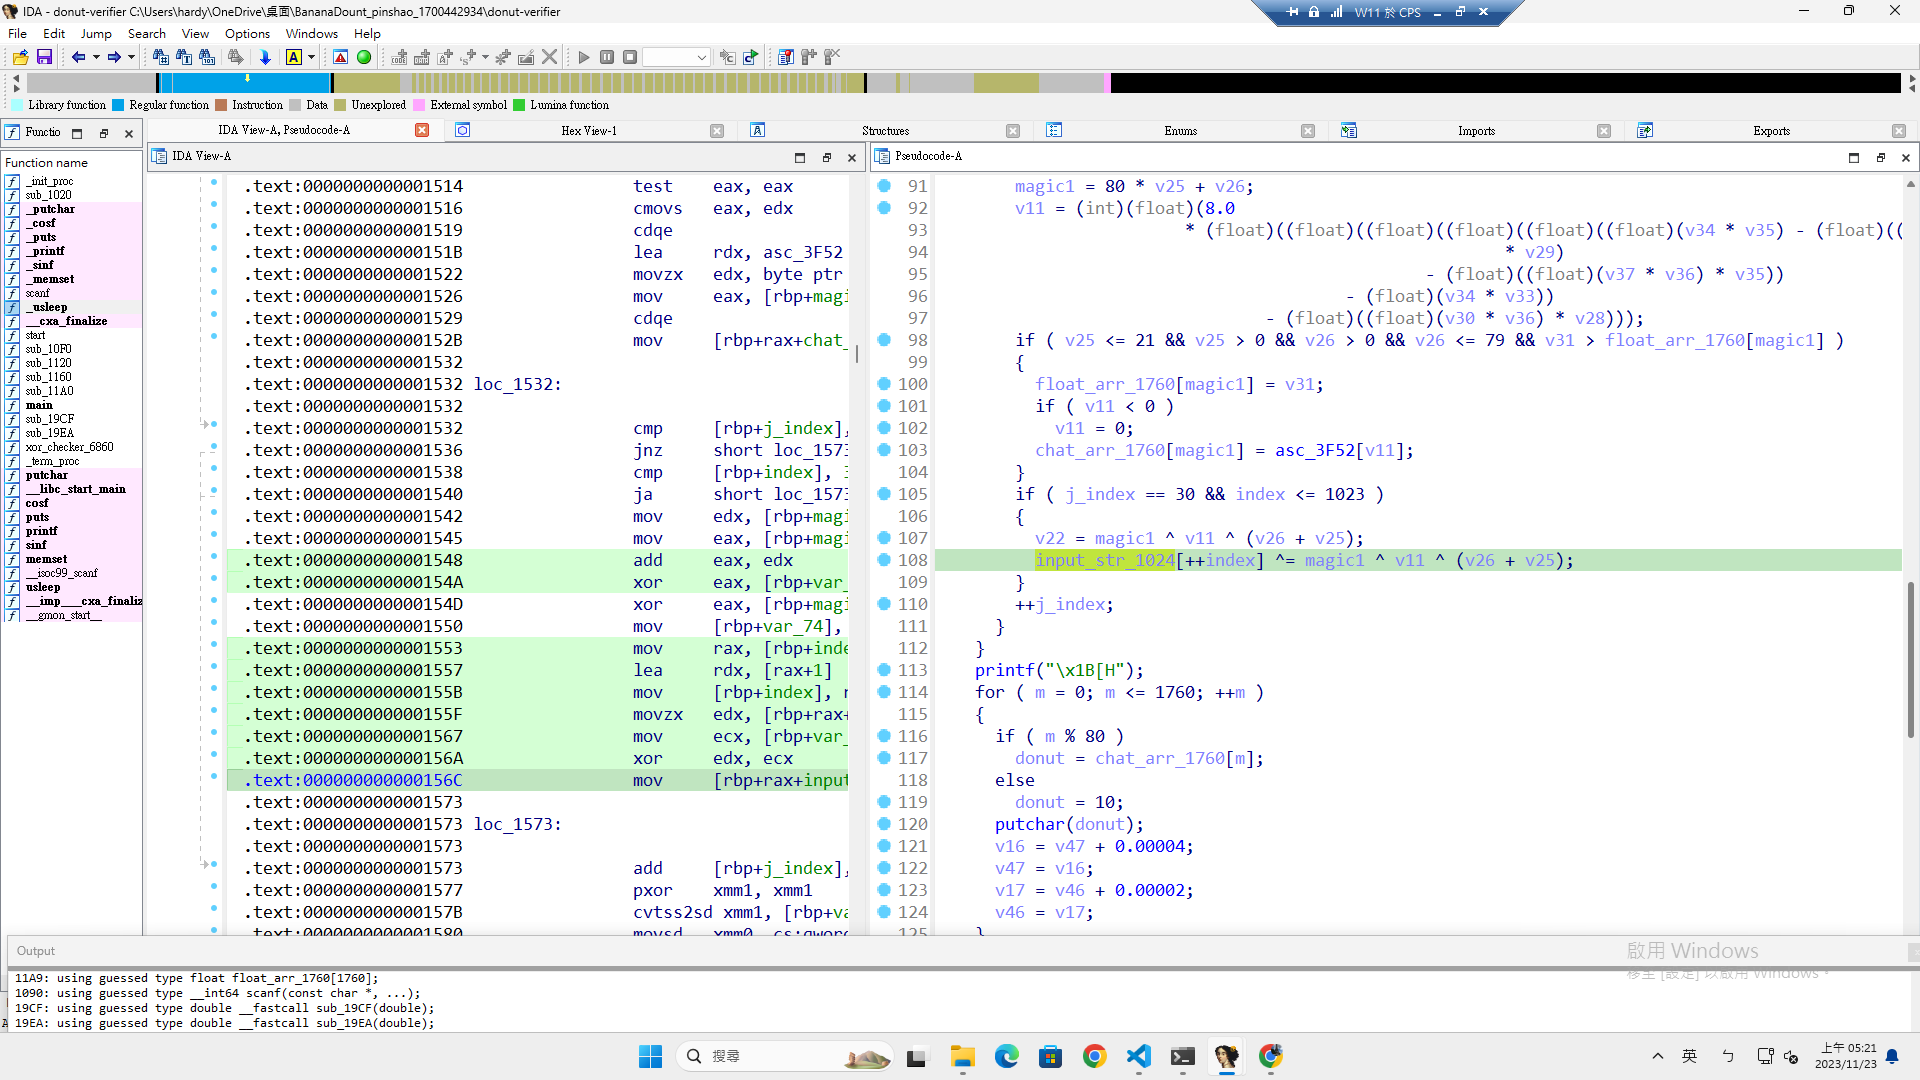 IDA - donut-verifier C:\Users\hardy\OneDrive\桌面\BananaDount_pinshao_1700442934\donut-verifier
W11 於 CPS
File Edit Jump Search View Options Windows Help
Library function Regular function Instruction Data Unexplored External symbol Lumina function
Functio
IDA View-A, Pseudocode-A
Hex View-1
Structures
Enums
Imports
Exports
Function name
_init_proc
sub_1020
_putchar
_cosf
_puts
_printf
_sinf
_memset
scanf
_usleep
__cxa_finalize
start
sub_10F0
sub_1120
sub_1160
sub_11A0
main
sub_19CF
sub_19EA
xor_checker_6860
_term_proc
putchar
__libc_start_main
cosf
puts
printf
sinf
memset
__isoc99_scanf
usleep
__imp___cxa_finaliz
__gmon_start__
IDA View-A
.text:0000000000001514 test eax, eax
.text:0000000000001516 cmovs eax, edx
.text:0000000000001519 cdqe
.text:000000000000151B lea rdx, asc_3F52
.text:0000000000001522 movzx edx, byte ptr
.text:0000000000001526 mov eax, [rbp+magi
.text:0000000000001529 cdqe
.text:000000000000152B mov [rbp+rax+chat_
.text:0000000000001532
.text:0000000000001532 loc_1532:
.text:0000000000001532
.text:0000000000001532 cmp [rbp+j_index],
.text:0000000000001536 jnz short loc_1573
.text:0000000000001538 cmp [rbp+index], 3
.text:0000000000001540 ja short loc_1573
.text:0000000000001542 mov edx, [rbp+magi
.text:0000000000001545 mov eax, [rbp+magi
.text:0000000000001548 add eax, edx
.text:000000000000154A xor eax, [rbp+var_
.text:000000000000154D xor eax, [rbp+magi
.text:0000000000001550 mov [rbp+var_74],
.text:0000000000001553 mov rax, [rbp+inde
.text:0000000000001557 lea rdx, [rax+1]
.text:000000000000155B mov [rbp+index], r
.text:000000000000155F movzx edx, [rbp+rax+
.text:0000000000001567 mov ecx, [rbp+var_
.text:000000000000156A xor edx, ecx
.text:000000000000156C mov [rbp+rax+input
.text:0000000000001573
.text:0000000000001573 loc_1573:
.text:0000000000001573
.text:0000000000001573 add [rbp+j_index],
.text:0000000000001577 pxor xmm1, xmm1
.text:000000000000157B cvtss2sd xmm1, [rbp+va
.text:0000000000001580 movsd xmm0, cs:qword
Pseudocode-A
91 magic1 = 80 * v25 + v26;
92 v11 = (int)(float)(8.0
93 * (float)((float)((float)((float)((float)((float)(v34 * v35) - (float)((
94 * v29)
95 - (float)((float)(v37 * v36) * v35))
96 - (float)(v34 * v33))
97 - (float)((float)(v30 * v36) * v28)));
98 if ( v25 <= 21 && v25 > 0 && v26 > 0 && v26 <= 79 && v31 > float_arr_1760[magic1] )
99 {
100 float_arr_1760[magic1] = v31;
101 if ( v11 < 0 )
102 v11 = 0;
103 chat_arr_1760[magic1] = asc_3F52[v11];
104 }
105 if ( j_index == 30 && index <= 1023 )
106 {
107 v22 = magic1 ^ v11 ^ (v26 + v25);
108 input_str_1024[++index] ^= magic1 ^ v11 ^ (v26 + v25);
109 }
110 ++j_index;
111 }
112 }
113 printf("\x1B[H");
114 for ( m = 0; m <= 1760; ++m )
115 {
116 if ( m % 80 )
117 donut = chat_arr_1760[m];
118 else
119 donut = 10;
120 putchar(donut);
121 v16 = v47 + 0.00004;
122 v47 = v16;
123 v17 = v46 + 0.00002;
124 v46 = v17;
125 }
Output
啟用 Windows
移至 [設定] 以啟用 Windows。
11A9: using guessed type float float_arr_1760[1760];
1090: using guessed type __int64 scanf(const char *, ...);
19CF: using guessed type double __fastcall sub_19CF(double);
19EA: using guessed type double __fastcall sub_19EA(double);
搜尋
英
ㄅ
上午 05:21
2023/11/23